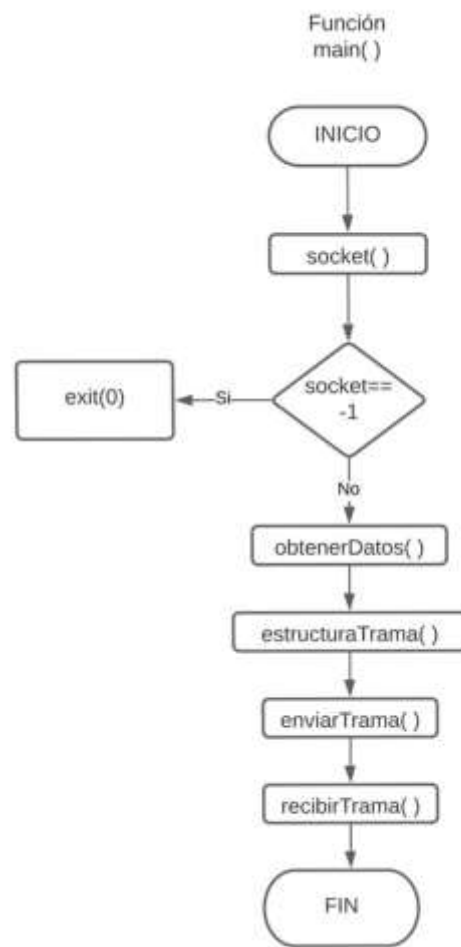 Función
main( )
INICIO
socket( )
socket==
-1
Si
exit(0)
No
obtenerDatos( )
estructuraTrama( )
enviarTrama( )
recibirTrama( )
FIN